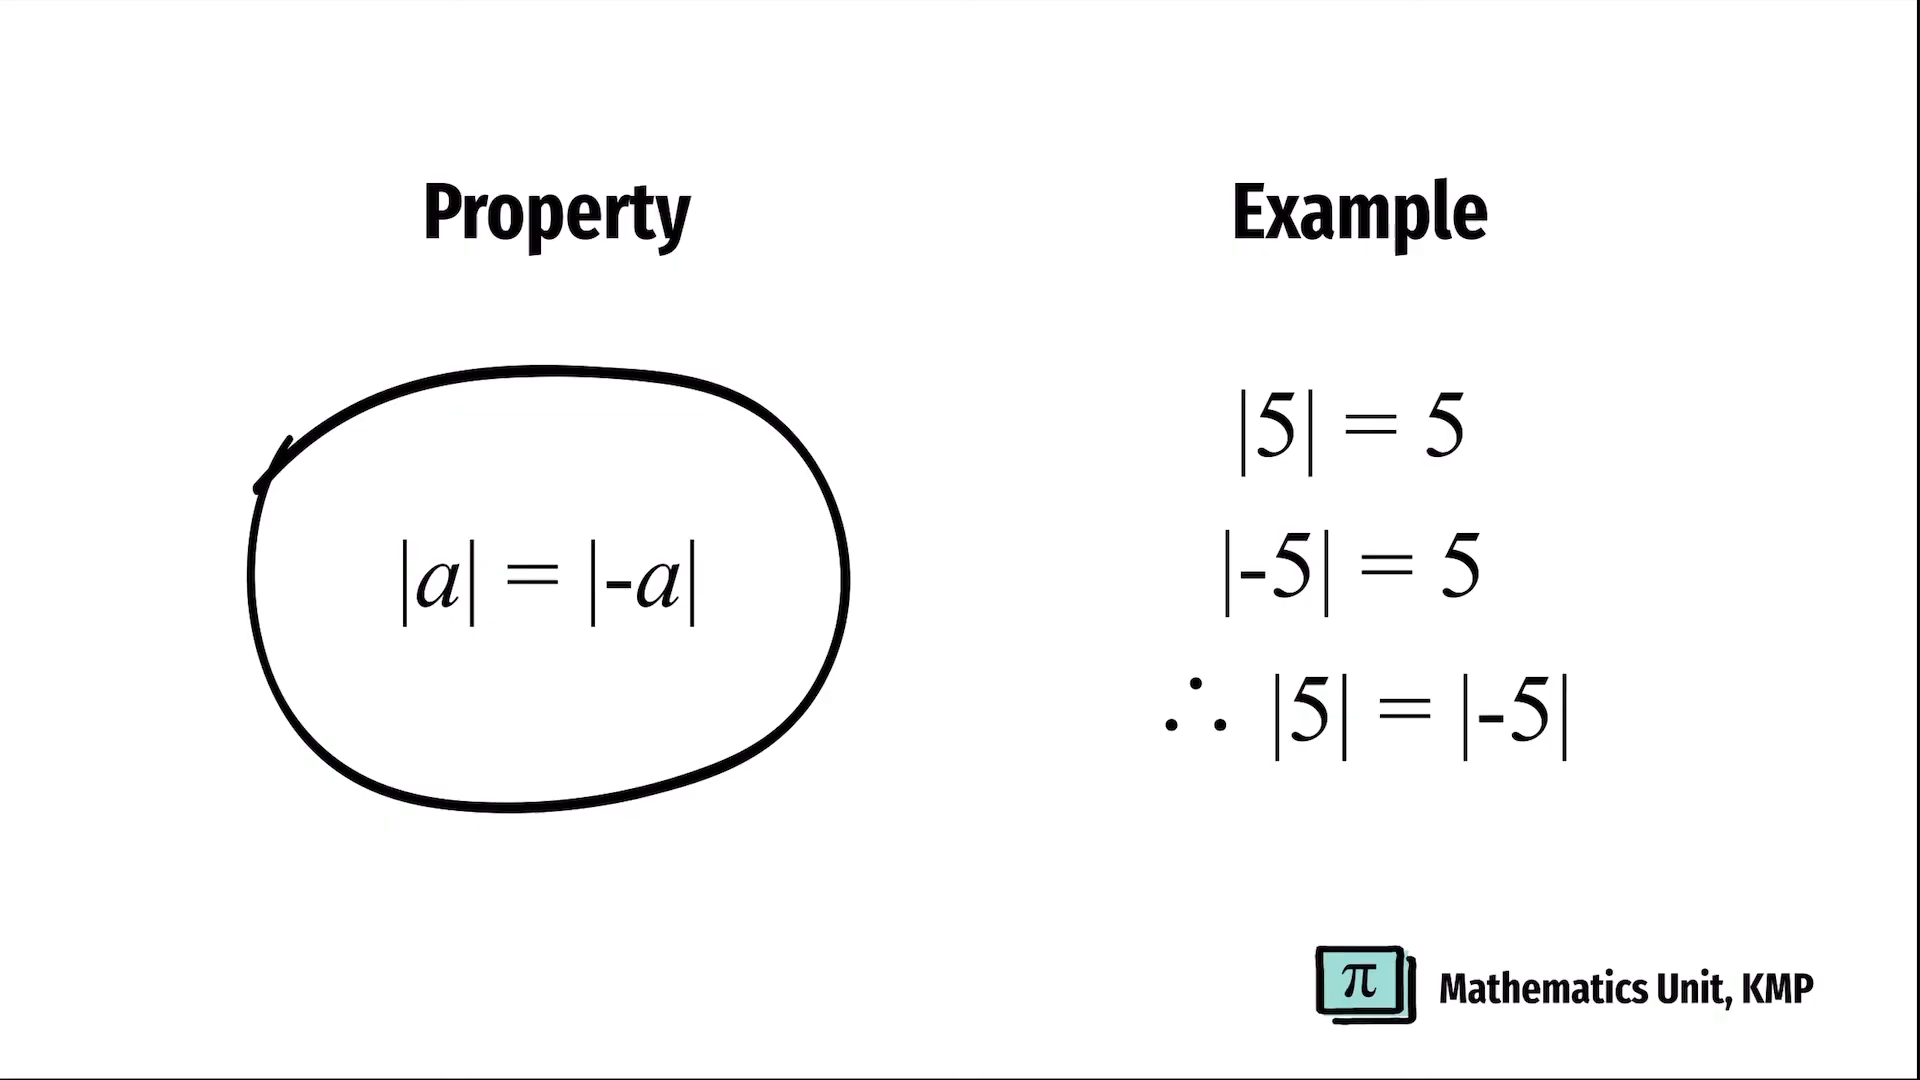 Property
|a| = |-a|
Example
|5| = 5
|-5| = 5
∴ |5| = |-5|
π
Mathematics Unit, KMP